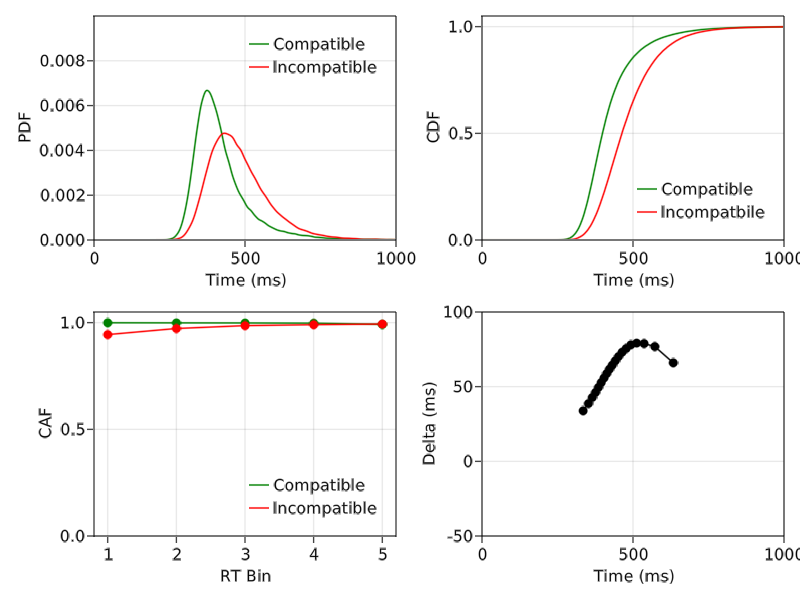 PDF
0.008
0.006
0.004
0.002
0.000
Compatible
Incompatible
0
500
1000
Time (ms)
CDF
1.0
0.5
0.0
Compatible
Incompatbile
0
500
1000
Time (ms)
CAF
1.0
0.5
0.0
Compatible
Incompatible
1
2
3
4
5
RT Bin
Delta (ms)
100
50
0
-50
0
500
1000
Time (ms)